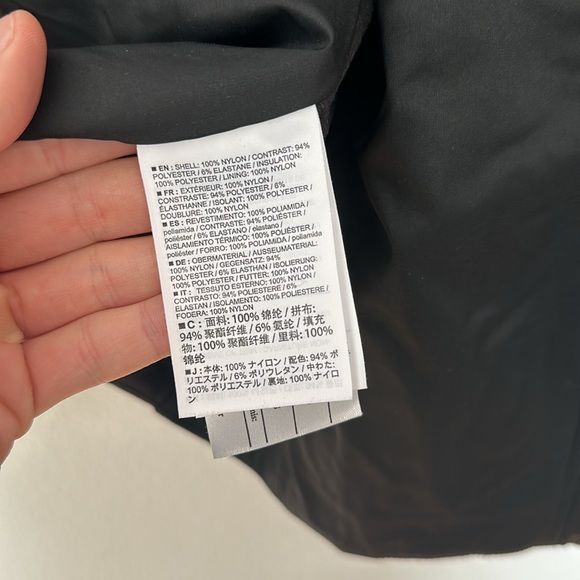 ■ EN : SHELL: 100% NYLON / CONTRAST: 94%
POLYESTER / 6% ELASTANE / INSULATION:
100% POLYESTER / LINING: 100% NYLON
■ FR : EXTÉRIEUR: 100% NYLON /
CONSTRASTE: 94% POLYESTER / 6%
ÉLASTHANNE / ISOLANT: 100% POLYESTER /
DOUBLURE: 100% NYLON
■ ES : REVESTIMIENTO: 100% POLIAMIDA /
poliamida / CONTRASTE: 94% POLIÉSTER /
poliéster / 6% ELASTANO / elastano /
AISLAMIENTO TÉRMICO: 100% POLIÉSTER /
poliéster / FORRO: 100% POLIAMIDA / poliamida
■ DE : OBERMATERIAL / AUSSEUMATERIAL:
100% NYLON / GEGENSATZ: 94%
POLYESTER / 6% ELASTHAN / ISOLIERUNG:
100% POLYESTER / FUTTER: 100% NYLON
■ IT : TESSUTO ESTERNO: 100% NYLON /
CONTRASTO: 94% POLIESTERE / 6%
ELASTAN / ISOLAMENTO: 100% POLIESTERE /
FODERA: 100% NYLON
■ C : 面料: 100% 锦纶 / 拼布:
94% 聚酯纤维 / 6% 氨纶 / 填充
物: 100% 聚酯纤维 / 里料: 100%
锦纶
■ J : 本体: 100% ナイロン / 配色: 94% ポ
リエステル / 6% ポリウレタン / 中わた:
100% ポリエステル / 裏地: 100% ナイロ
ン